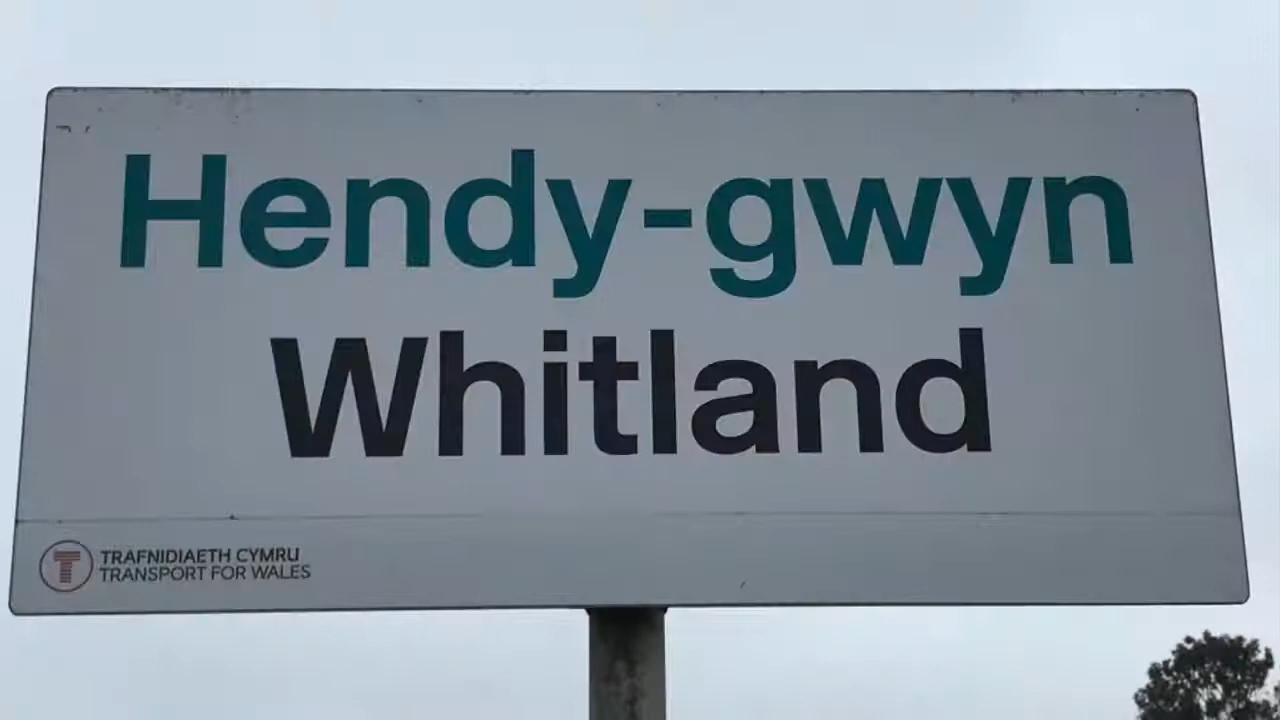 Hendy-gwyn
Whitland
TRAFNIDIAETH CYMRU
TRANSPORT FOR WALES